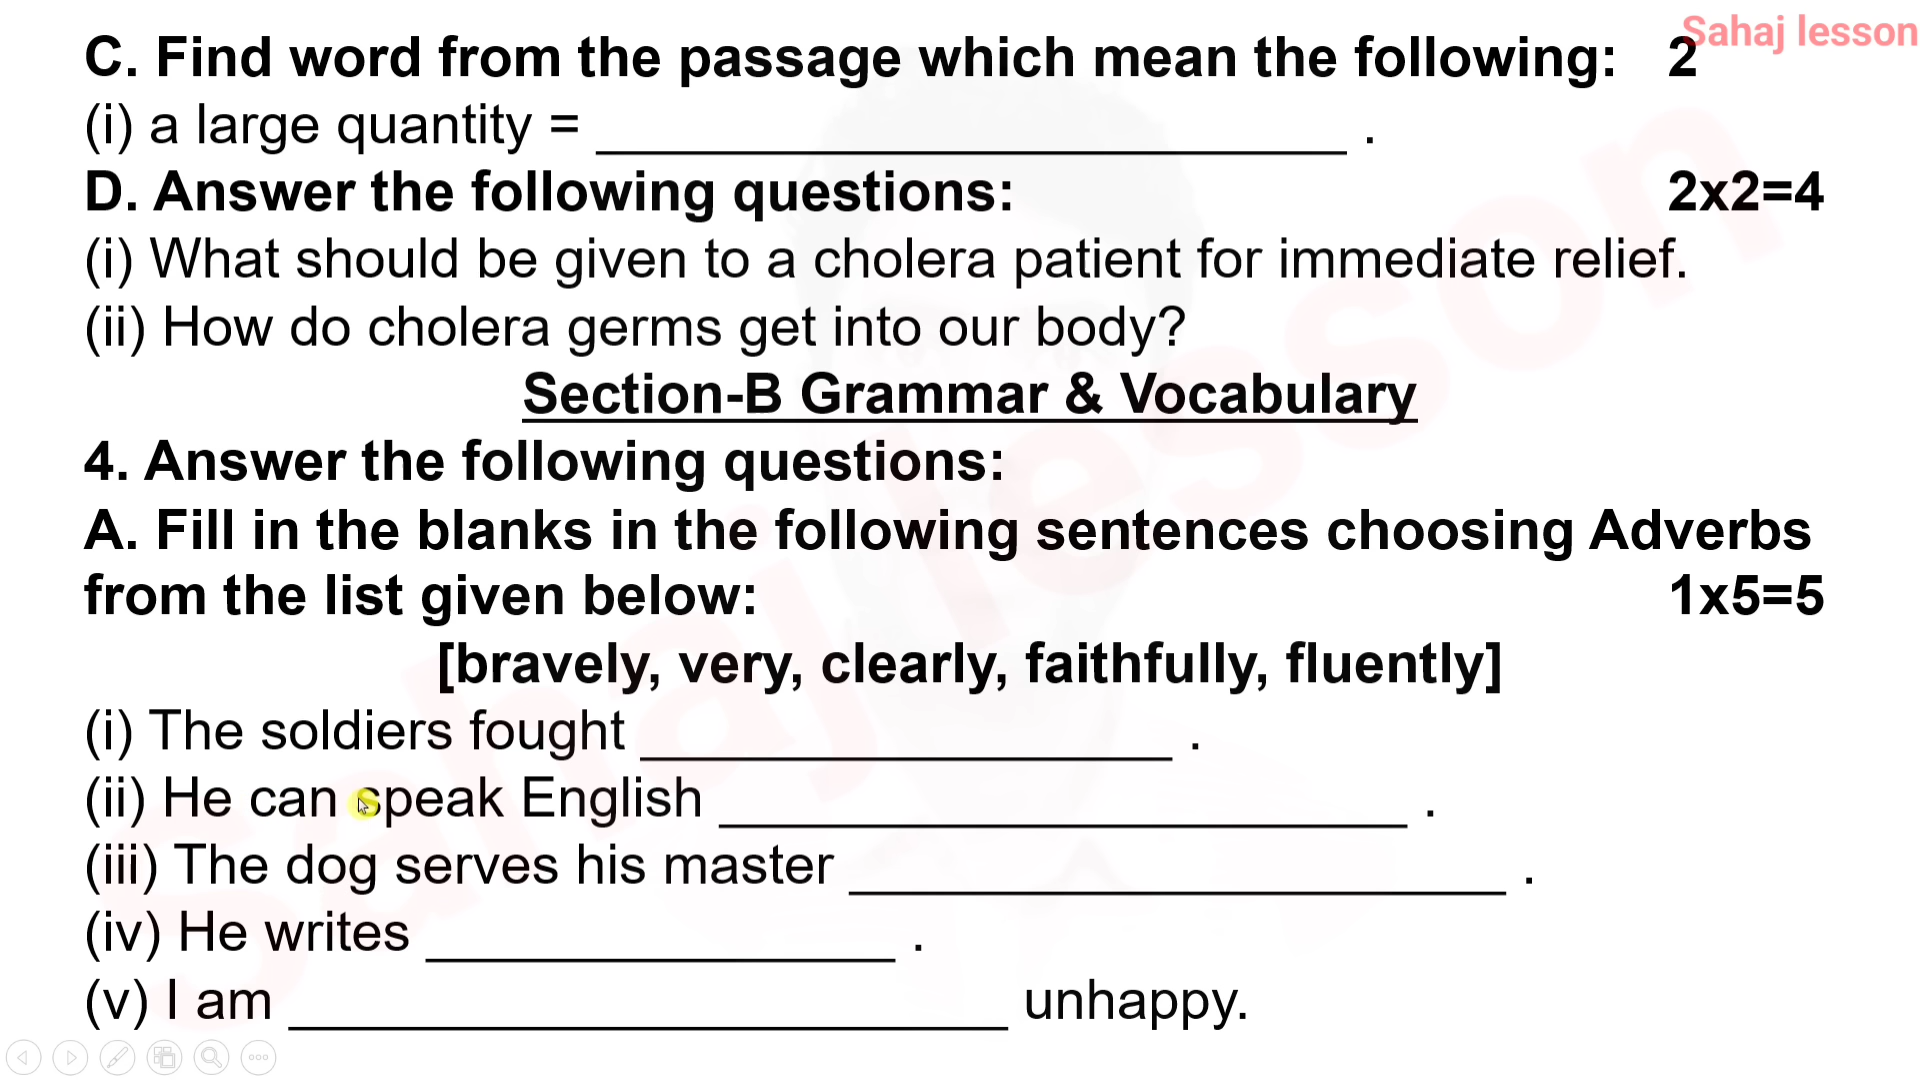 Sahaj lesson
C. Find word from the passage which mean the following: 2
(i) a large quantity = ____________________________ .
D. Answer the following questions: 2x2=4
(i) What should be given to a cholera patient for immediate relief.
(ii) How do cholera germs get into our body?
Section-B Grammar & Vocabulary
4. Answer the following questions:
A. Fill in the blanks in the following sentences choosing Adverbs
from the list given below: 1x5=5
[bravely, very, clearly, faithfully, fluently]
(i) The soldiers fought _________________ .
(ii) He can speak English ______________________ .
(iii) The dog serves his master _____________________ .
(iv) He writes _______________ .
(v) I am _______________________ unhappy.
Sahaj lesson